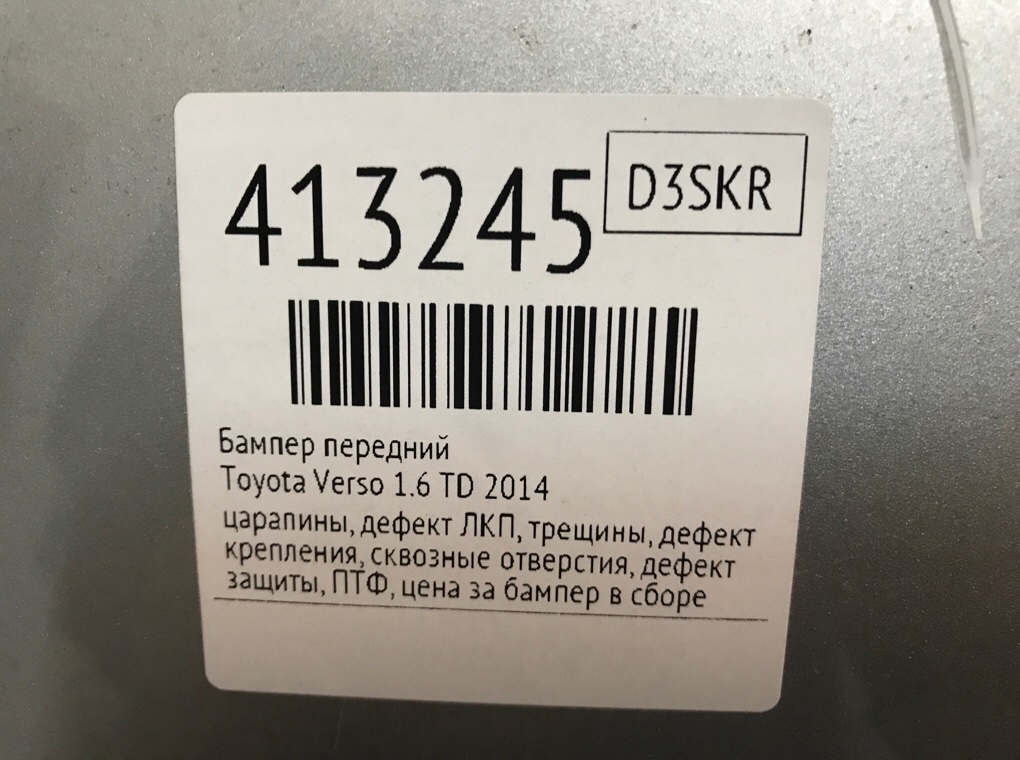 413245
D3SKR
Бампер передний
Toyota Verso 1.6 TD 2014
царапины, дефект ЛКП, трещины, дефект
крепления, сквозные отверстия, дефект
защиты, ПТФ, цена за бампер в сборе